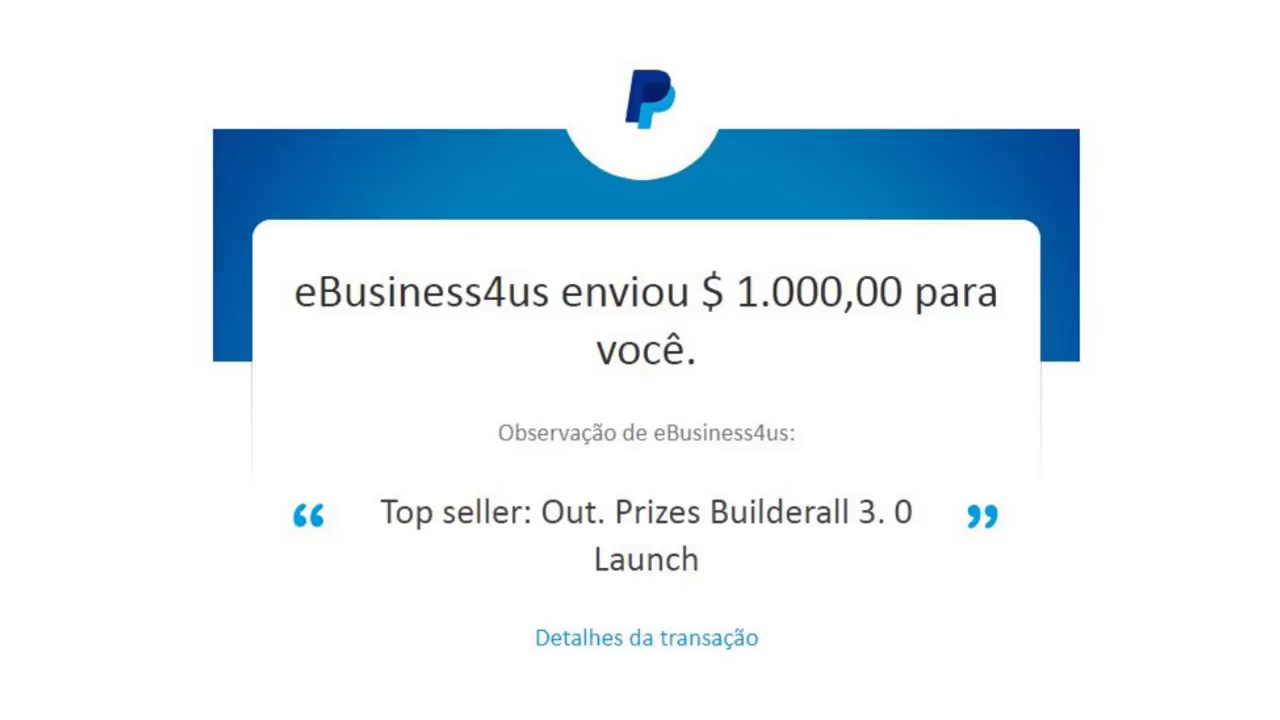 eBusiness4us enviou $ 1.000,00 para
você.
Observação de eBusiness4us:
“ Top seller: Out. Prizes Builderall 3. 0 ”
Launch
Detalhes da transação